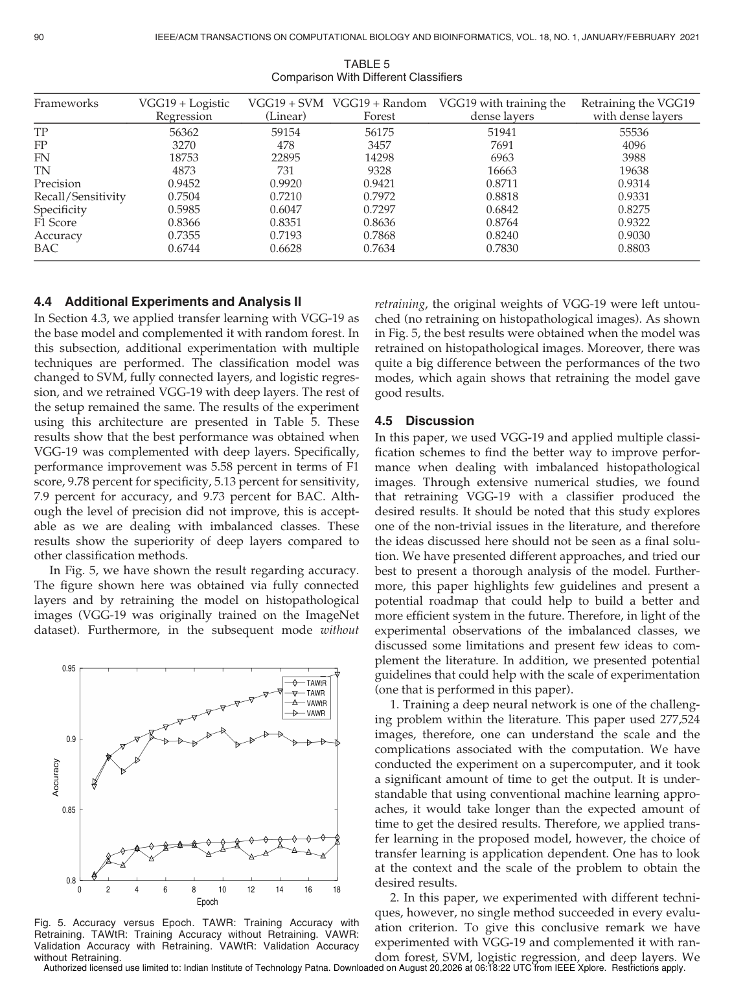 90 IEEE/ACM TRANSACTIONS ON COMPUTATIONAL BIOLOGY AND BIOINFORMATICS, VOL. 18, NO. 1, JANUARY/FEBRUARY 2021
TABLE 5
Comparison With Different Classifiers
Frameworks VGG19 + Logistic VGG19 + SVM VGG19 + Random VGG19 with training the Retraining the VGG19
Regression (Linear) Forest dense layers with dense layers
TP 56362 59154 56175 51941 55536
FP 3270 478 3457 7691 4096
FN 18753 22895 14298 6963 3988
TN 4873 731 9328 16663 19638
Precision 0.9452 0.9920 0.9421 0.8711 0.9314
Recall/Sensitivity 0.7504 0.7210 0.7972 0.8818 0.9331
Specificity 0.5985 0.6047 0.7297 0.6842 0.8275
F1 Score 0.8366 0.8351 0.8636 0.8764 0.9322
Accuracy 0.7355 0.7193 0.7868 0.8240 0.9030
BAC 0.6744 0.6628 0.7634 0.7830 0.8803
4.4 Additional Experiments and Analysis II
In Section 4.3, we applied transfer learning with VGG-19 as
the base model and complemented it with random forest. In
this subsection, additional experimentation with multiple
techniques are performed. The classification model was
changed to SVM, fully connected layers, and logistic regres-
sion, and we retrained VGG-19 with deep layers. The rest of
the setup remained the same. The results of the experiment
using this architecture are presented in Table 5. These
results show that the best performance was obtained when
VGG-19 was complemented with deep layers. Specifically,
performance improvement was 5.58 percent in terms of F1
score, 9.78 percent for specificity, 5.13 percent for sensitivity,
7.9 percent for accuracy, and 9.73 percent for BAC. Alth-
ough the level of precision did not improve, this is accept-
able as we are dealing with imbalanced classes. These
results show the superiority of deep layers compared to
other classification methods.
In Fig. 5, we have shown the result regarding accuracy.
The figure shown here was obtained via fully connected
layers and by retraining the model on histopathological
images (VGG-19 was originally trained on the ImageNet
dataset). Furthermore, in the subsequent mode without
0.95
0.9
0.85
0.8
Accuracy
TAWtR
TAWR
VAWtR
VAWR
0 2 4 6 8 10 12 14 16 18
Epoch
Fig. 5. Accuracy versus Epoch. TAWR: Training Accuracy with
Retraining. TAWtR: Training Accuracy without Retraining. VAWR:
Validation Accuracy with Retraining. VAWtR: Validation Accuracy
without Retraining.
retraining, the original weights of VGG-19 were left untou-
ched (no retraining on histopathological images). As shown
in Fig. 5, the best results were obtained when the model was
retrained on histopathological images. Moreover, there was
quite a big difference between the performances of the two
modes, which again shows that retraining the model gave
good results.
4.5 Discussion
In this paper, we used VGG-19 and applied multiple classi-
fication schemes to find the better way to improve perfor-
mance when dealing with imbalanced histopathological
images. Through extensive numerical studies, we found
that retraining VGG-19 with a classifier produced the
desired results. It should be noted that this study explores
one of the non-trivial issues in the literature, and therefore
the ideas discussed here should not be seen as a final solu-
tion. We have presented different approaches, and tried our
best to present a thorough analysis of the model. Further-
more, this paper highlights few guidelines and present a
potential roadmap that could help to build a better and
more efficient system in the future. Therefore, in light of the
experimental observations of the imbalanced classes, we
discussed some limitations and present few ideas to com-
plement the literature. In addition, we presented potential
guidelines that could help with the scale of experimentation
(one that is performed in this paper).
1. Training a deep neural network is one of the challeng-
ing problem within the literature. This paper used 277,524
images, therefore, one can understand the scale and the
complications associated with the computation. We have
conducted the experiment on a supercomputer, and it took
a significant amount of time to get the output. It is under-
standable that using conventional machine learning appro-
aches, it would take longer than the expected amount of
time to get the desired results. Therefore, we applied trans-
fer learning in the proposed model, however, the choice of
transfer learning is application dependent. One has to look
at the context and the scale of the problem to obtain the
desired results.
2. In this paper, we experimented with different techni-
ques, however, no single method succeeded in every evalu-
ation criterion. To give this conclusive remark we have
experimented with VGG-19 and complemented it with ran-
dom forest, SVM, logistic regression, and deep layers. We
Authorized licensed use limited to: Indian Institute of Technology Patna. Downloaded on August 20,2026 at 06:18:22 UTC from IEEE Xplore. Restrictions apply.